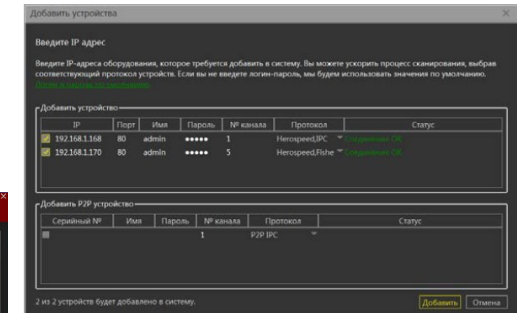 Добавить устройства
Введите IP адрес
Введите IP-адреса оборудования, которое требуется добавить в систему. Вы можете ускорить процесс сканирования, выбрав
соответствующий протокол устройств. Если вы не введете логин-пароль, мы будем использовать значения по умолчанию.
Добавить устройство
IP Порт Имя Пароль № канала Протокол Статус
192.168.1.168 80 admin ●●●●● 1 Herospeed,IPC Соединение OK
192.168.1.170 80 admin ●●●●● 5 Herospeed,Fishe Соединение OK
Добавить P2P устройство
Серийный № Имя Пароль № канала Протокол Статус
1 P2P IPC
2 из 2 устройств будет добавлено в систему.
Добавить Отмена